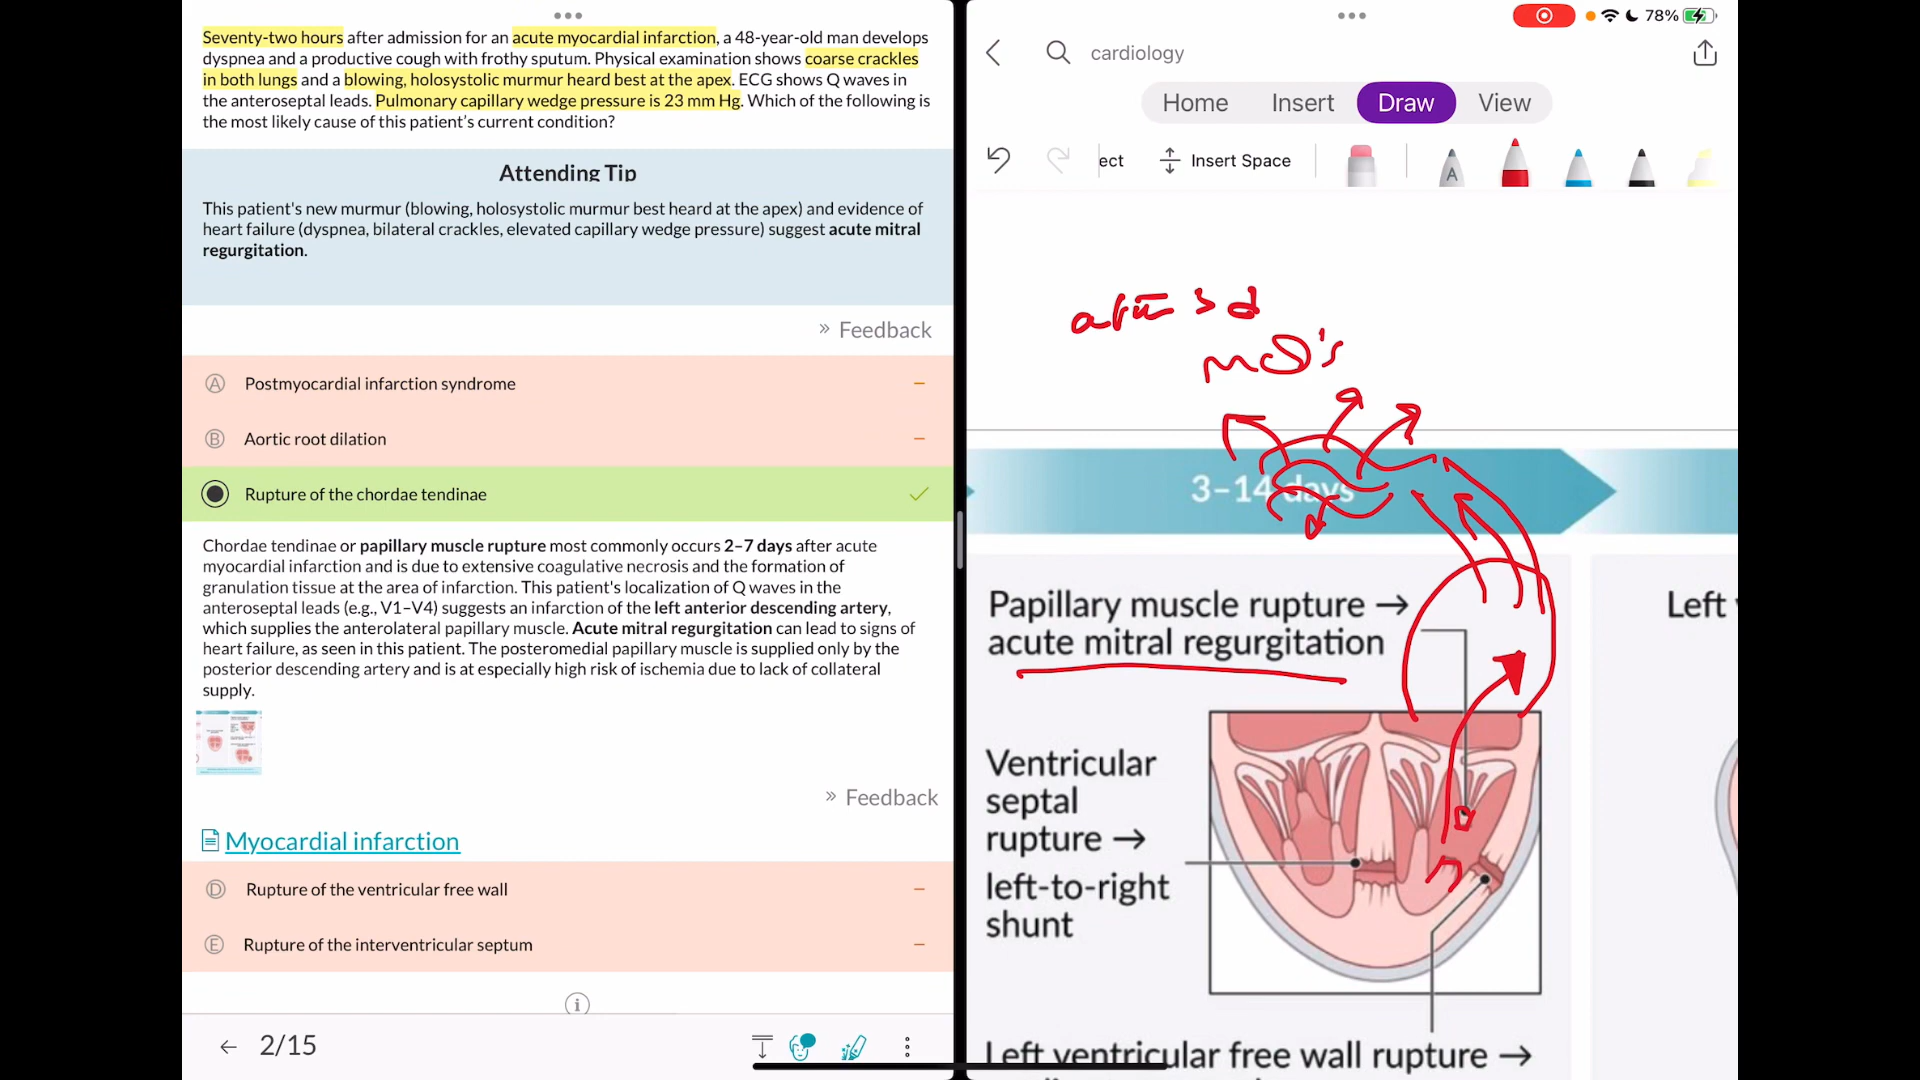 Seventy-two hours after admission for an acute myocardial infarction, a 48-year-old man develops
dyspnea and a productive cough with frothy sputum. Physical examination shows coarse crackles
in both lungs and a blowing, holosystolic murmur heard best at the apex. ECG shows Q waves in
the anteroseptal leads. Pulmonary capillary wedge pressure is 23 mm Hg. Which of the following is
the most likely cause of this patient's current condition?
Attending Tip
This patient's new murmur (blowing, holosystolic murmur best heard at the apex) and evidence of
heart failure (dyspnea, bilateral crackles, elevated capillary wedge pressure) suggest acute mitral
regurgitation.
» Feedback
A Postmyocardial infarction syndrome
B Aortic root dilation
Rupture of the chordae tendinae
Chordae tendinae or papillary muscle rupture most commonly occurs 2–7 days after acute
myocardial infarction and is due to extensive coagulative necrosis and the formation of
granulation tissue at the area of infarction. This patient's localization of Q waves in the
anteroseptal leads (e.g., V1–V4) suggests an infarction of the left anterior descending artery,
which supplies the anterolateral papillary muscle. Acute mitral regurgitation can lead to signs of
heart failure, as seen in this patient. The posteromedial papillary muscle is supplied only by the
posterior descending artery and is at especially high risk of ischemia due to lack of collateral
supply.
» Feedback
Myocardial infarction
D Rupture of the ventricular free wall
E Rupture of the interventricular septum
2/15
78%
cardiology
Home Insert Draw View
ect Insert Space
A
3 d
3–14 days
Papillary muscle rupture →
acute mitral regurgitation
Left
Ventricular
septal
rupture →
left-to-right
shunt
Left ventricular free wall rupture →